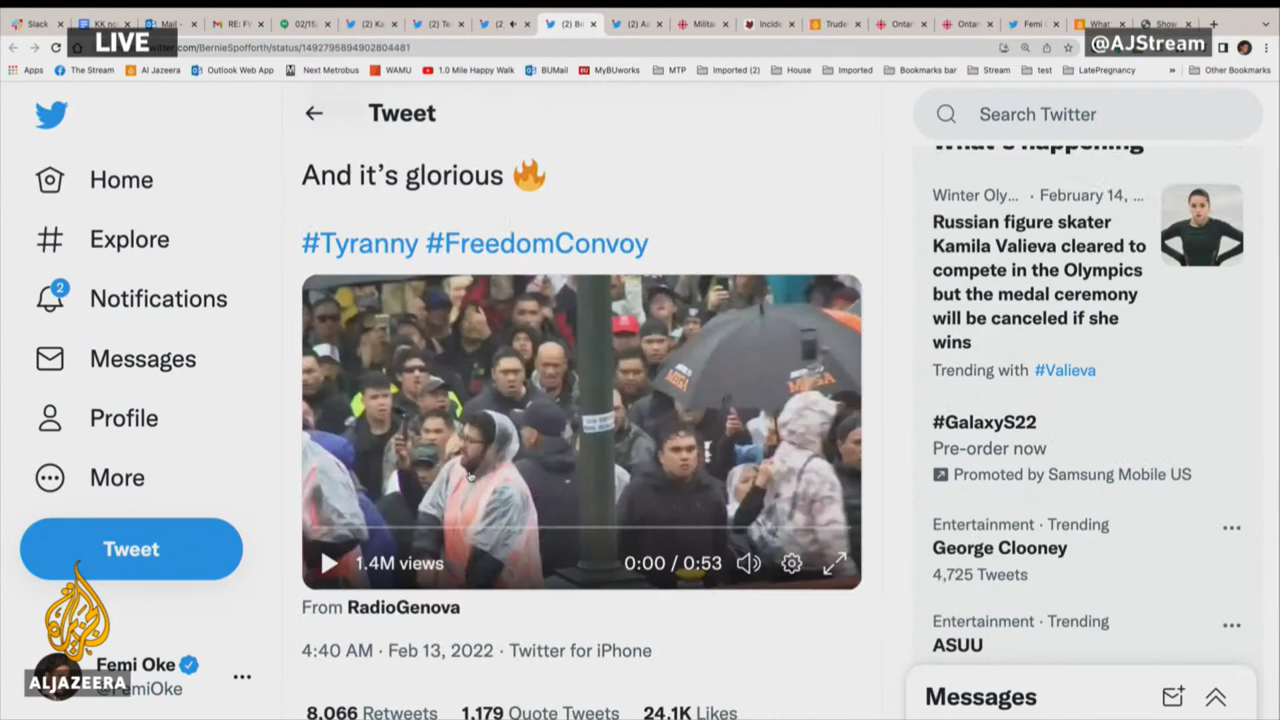 Slack
KK no
Mail -
RE: F
02/15
(2) Ka
(2) Te
(2
(2) Be
(2) Aa
Milita
Incide
Trude
Ontar
Ontar
Femi
What
Show
LIVE
witter.com/BernieSpofforth/status/1492795894902804481
@AJStream
Apps
The Stream
Al Jazeera
Outlook Web App
Next Metrobus
WAMU
1.0 Mile Happy Walk
BUMail
MyBUworks
MTP
Imported (2)
House
Imported
Bookmarks bar
Stream
test
LatePregnancy
Other Bookmarks
Home
Explore
2
Notifications
Messages
Profile
More
Tweet
Femi Oke
@FemiOke
ALJAZEERA
Tweet
And it's glorious 🔥
#Tyranny #FreedomConvoy
1.4M views
0:00 / 0:53
From RadioGenova
4:40 AM · Feb 13, 2022 · Twitter for iPhone
8,066 Retweets 1,179 Quote Tweets 24.1K Likes
Search Twitter
What's happening
Winter Oly... · February 14, ...
Russian figure skater
Kamila Valieva cleared to
compete in the Olympics
but the medal ceremony
will be canceled if she
wins
Trending with #Valieva
#GalaxyS22
Pre-order now
Promoted by Samsung Mobile US
Entertainment · Trending
George Clooney
4,725 Tweets
Entertainment · Trending
ASUU
Messages